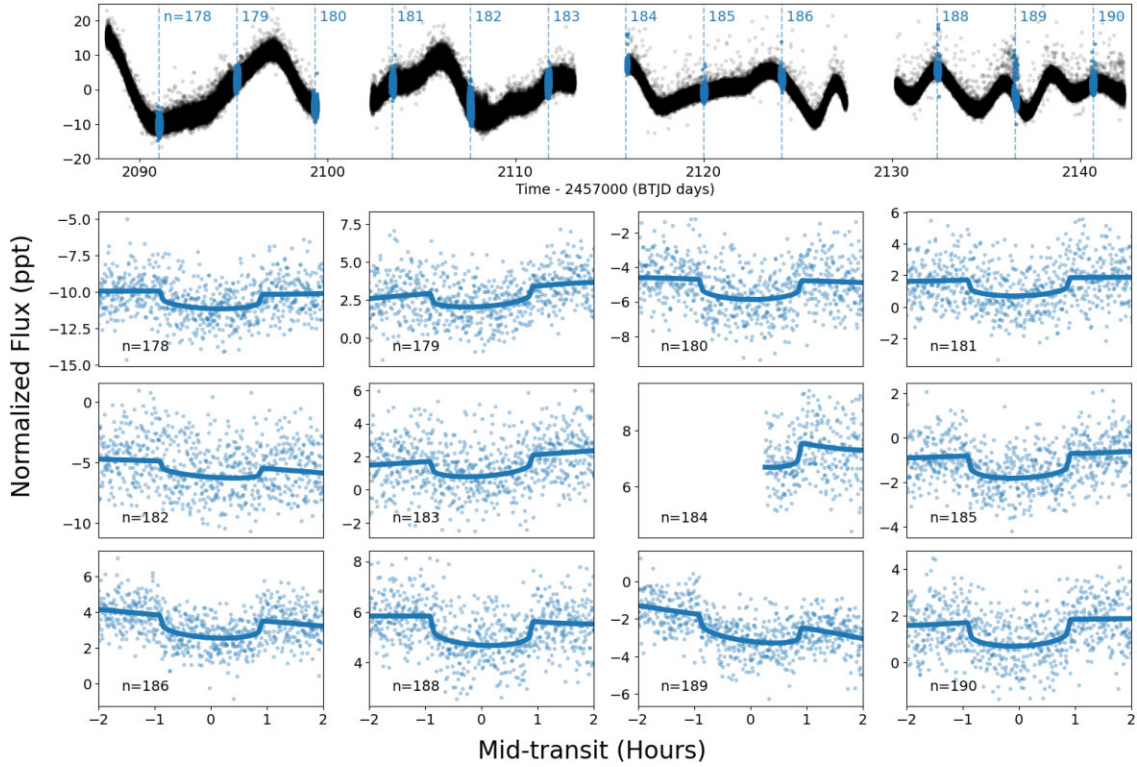 n=178 179 180 181 182 183 184 185 186 188 189 190
20
10
0
−10
−20
2090 2100 2110 2120 2130 2140
Time - 2457000 (BTJD days)
Normalized Flux (ppt)
−5.0
−7.5
−10.0
−12.5
−15.0
n=178
7.5
5.0
2.5
0.0
n=179
−2
−4
−6
−8
n=180
6
4
2
0
−2
n=181
0
−5
−10
n=182
6
4
2
0
−2
n=183
8
6
n=184
2
0
−2
−4
n=185
6
4
2
0
n=186
8
6
4
n=188
0
−2
−4
−6
n=189
4
2
0
n=190
−2 −1 0 1 2 −2 −1 0 1 2 −2 −1 0 1 2 −2 −1 0 1 2
Mid-transit (Hours)